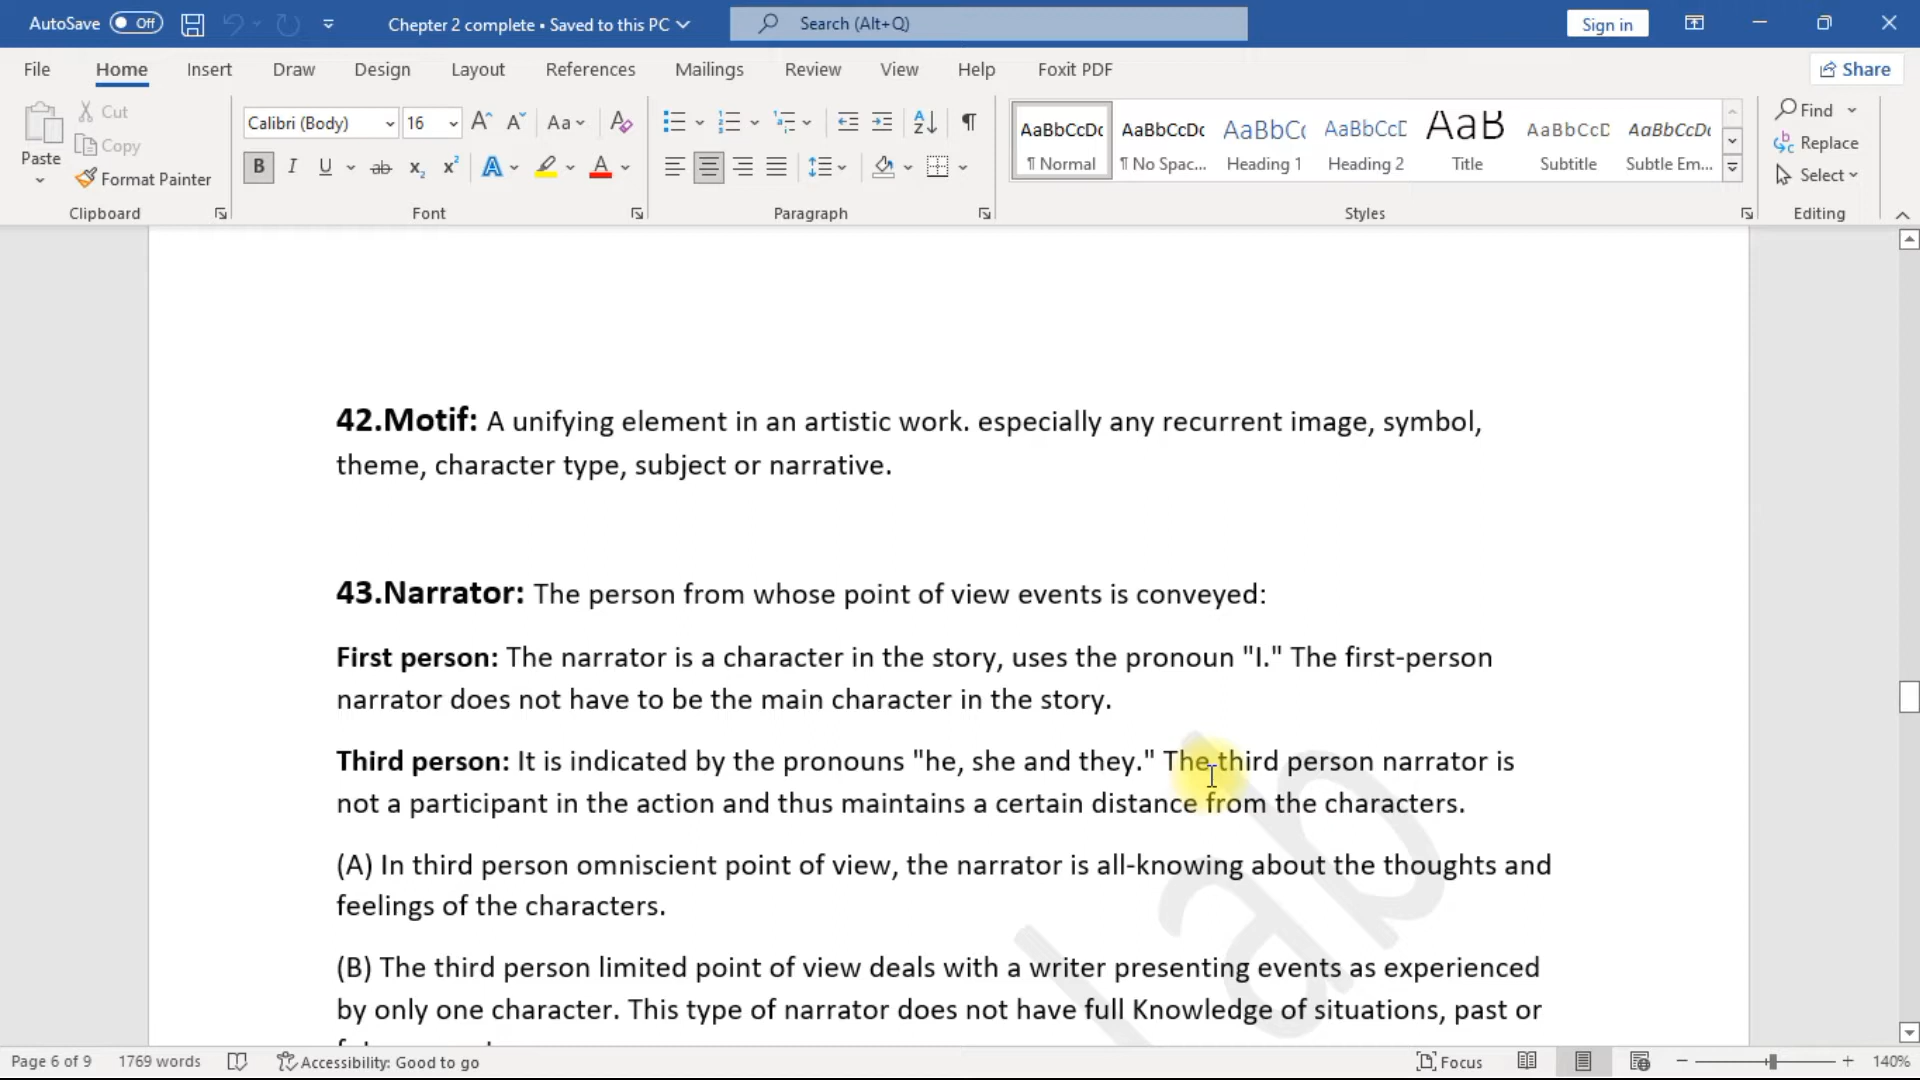 AutoSave Off Chepter 2 complete • Saved to this PC Search (Alt+Q) Sign in
File Home Insert Draw Design Layout References Mailings Review View Help Foxit PDF Share
Paste Cut Copy Format Painter
Calibri (Body) 16 Aa
B I U ab x₂ x² A A
AaBbCcDc AaBbCcDc AaBbCc AaBbCcD AaB AaBbCcD AaBbCcDc
¶ Normal ¶ No Spac... Heading 1 Heading 2 Title Subtitle Subtle Em...
Find
Replace
Select
Clipboard Font Paragraph Styles Editing
42.Motif: A unifying element in an artistic work. especially any recurrent image, symbol,
theme, character type, subject or narrative.
43.Narrator: The person from whose point of view events is conveyed:
First person: The narrator is a character in the story, uses the pronoun "I." The first-person
narrator does not have to be the main character in the story.
Third person: It is indicated by the pronouns "he, she and they." The third person narrator is
not a participant in the action and thus maintains a certain distance from the characters.
(A) In third person omniscient point of view, the narrator is all-knowing about the thoughts and
feelings of the characters.
(B) The third person limited point of view deals with a writer presenting events as experienced
by only one character. This type of narrator does not have full Knowledge of situations, past or
lab
Page 6 of 9 1769 words Accessibility: Good to go Focus 140%